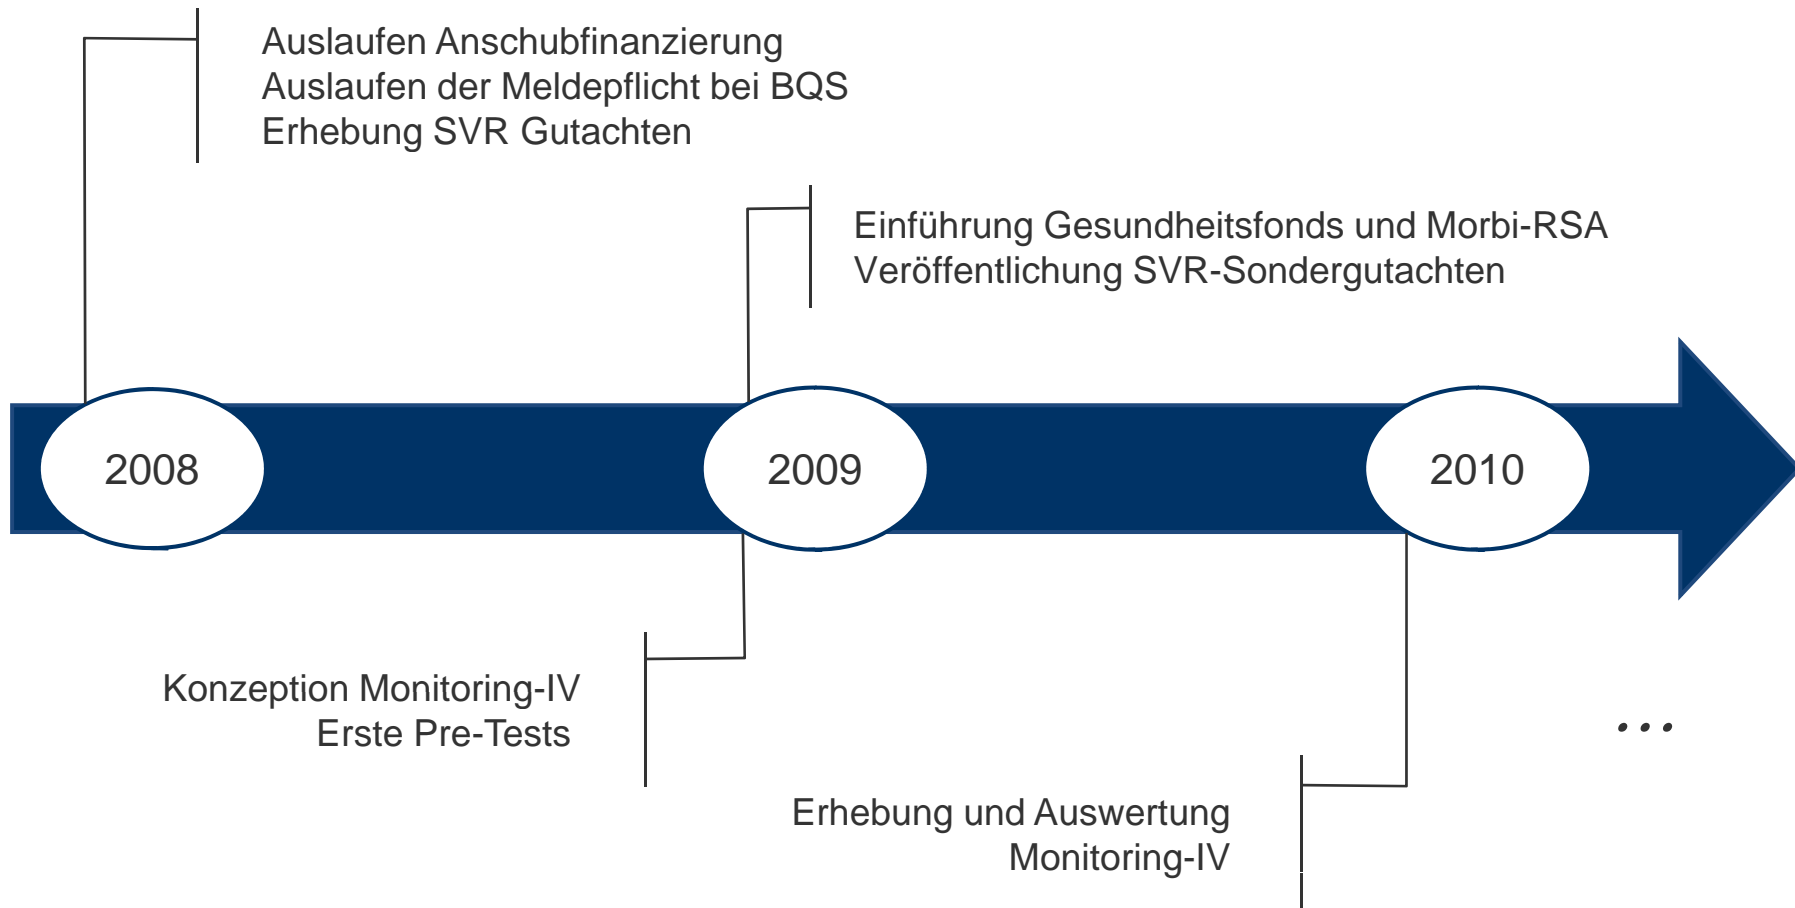 Auslaufen Anschubfinanzierung
Auslaufen der Meldepflicht bei BQS
Erhebung SVR Gutachten
Einführung Gesundheitsfonds und Morbi-RSA
Veröffentlichung SVR-Sondergutachten
2008
2009
2010
Konzeption Monitoring-IV
Erste Pre-Tests
...
Erhebung und Auswertung
Monitoring-IV